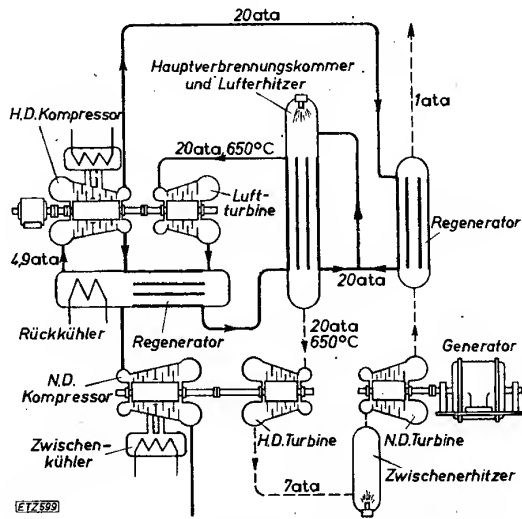 20ata
Hauptverbrennungskammer
und Lufterhitzer
1ata
H.D. Kompressor
20ata, 650°C
Luft-
turbine
4,9ata
Regenerator
20ata
Rückkühler
Regenerator
20ata
650°C
Generator
N.D.
Kompressor
H.D. Turbine
N.D. Turbine
Zwischen-
kühler
7ata
Zwischenerhitzer
ETZ599